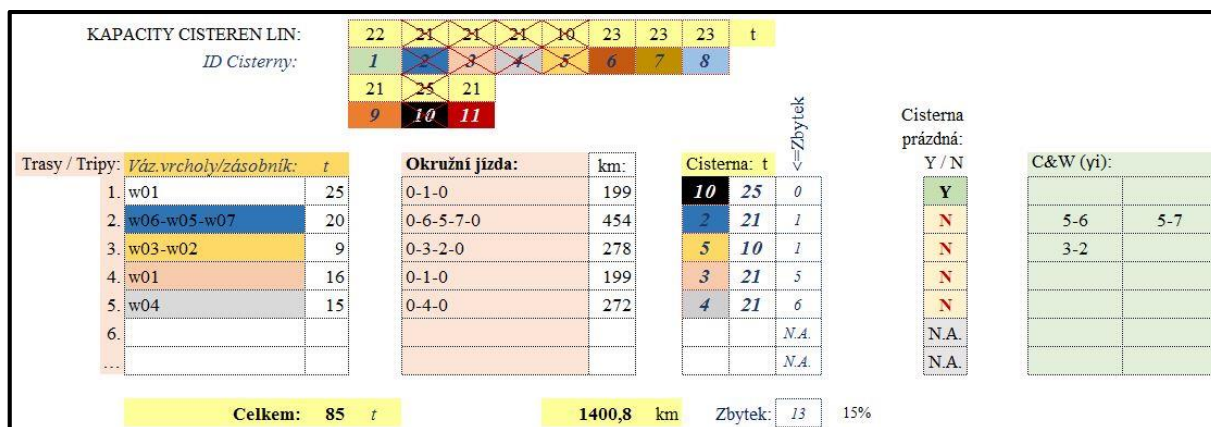 KAPACITY CISTEREN LIN: 22 21 21 21 10 23 23 23 t
ID Cisterny: 1 2 3 4 5 6 7 8
21 25 21
9 10 11
<=Zbytek
Cisterna prázdná:
Trasy / Tripy: Váz.vrcholy/zásobník: t Okružní jízda: km: Cisterna: t Y / N C&W (yi):
1. w01 25 0-1-0 199 10 25 0 Y
2. w06-w05-w07 20 0-6-5-7-0 454 2 21 1 N 5-6 5-7
3. w03-w02 9 0-3-2-0 278 5 10 1 N 3-2
4. w01 16 0-1-0 199 3 21 5 N
5. w04 15 0-4-0 272 4 21 6 N
6. N.A. N.A.
... N.A. N.A.
Celkem: 85 t 1400,8 km Zbytek: 13 15%